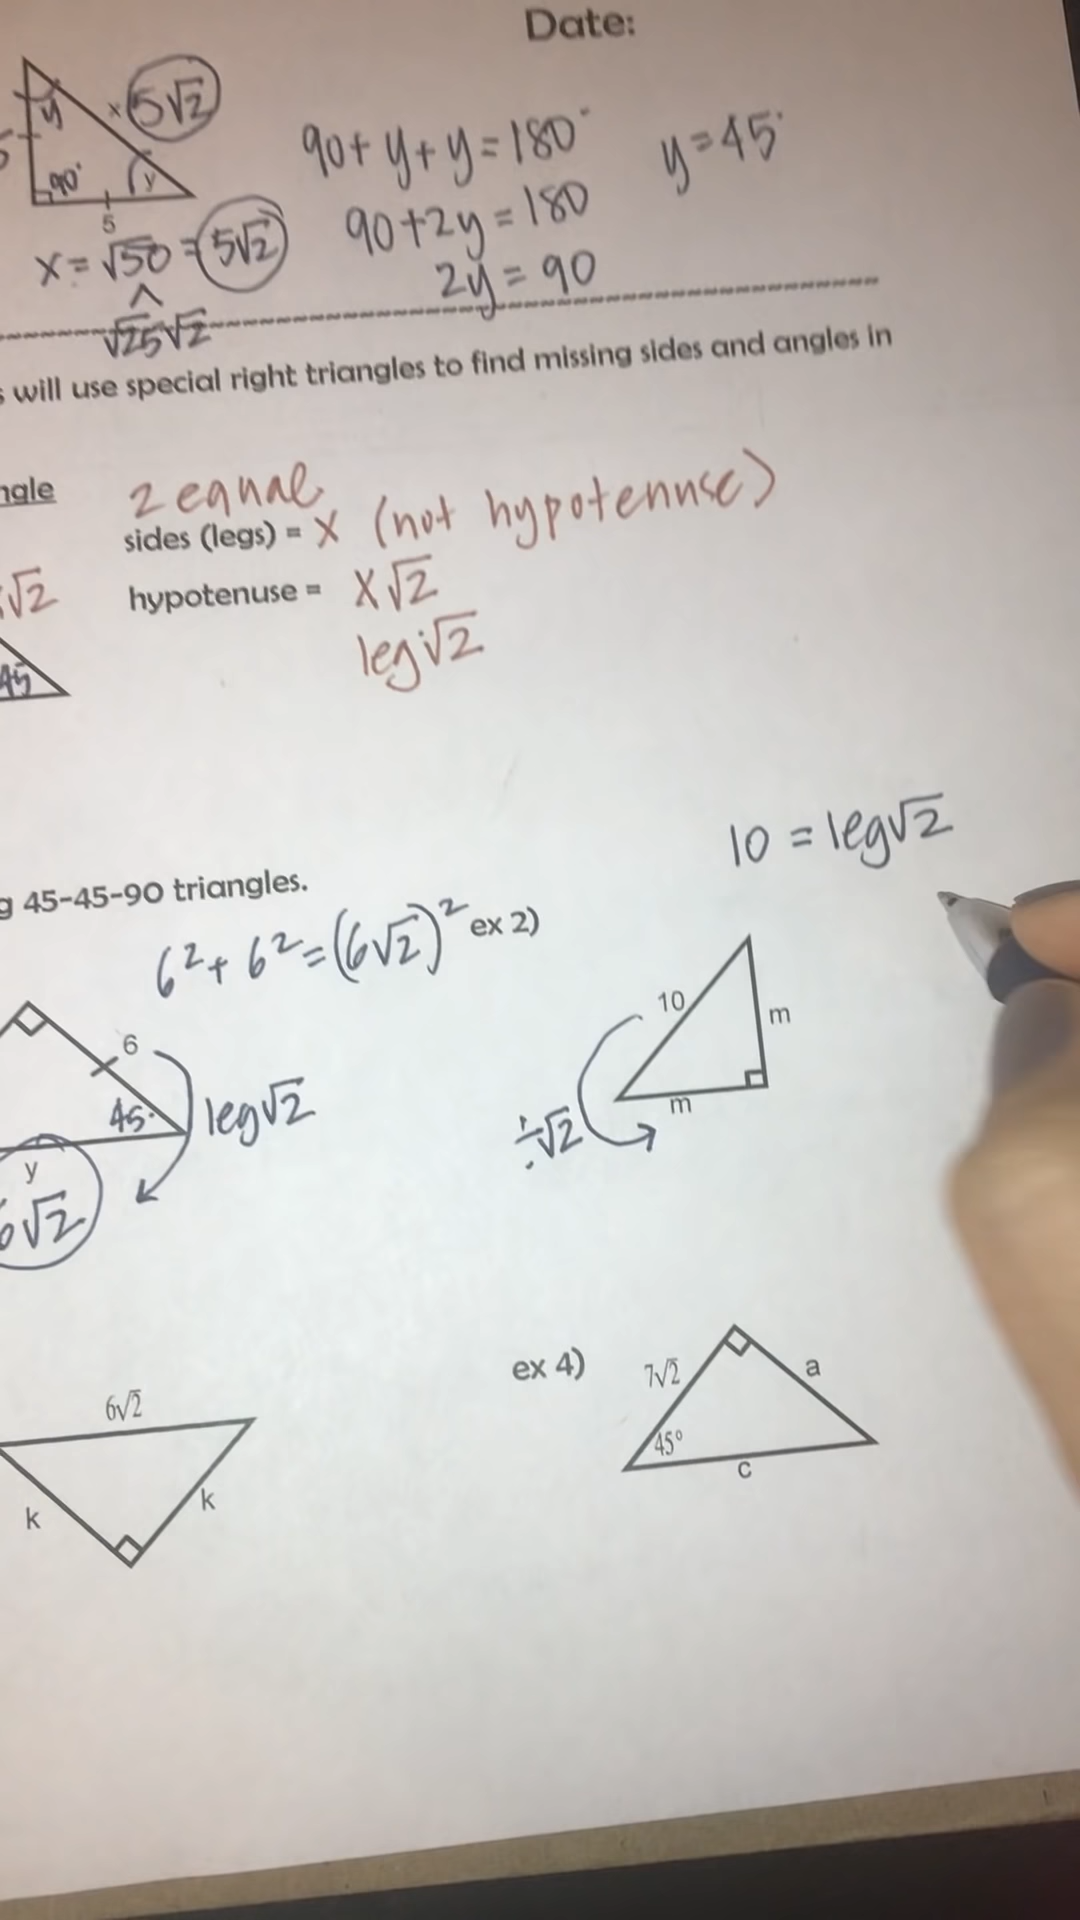 Date:
y
x 5√2
90°
y
5
90 + y + y = 180°
y = 45°
90 + 2y = 180
x = √50 = 5√2
2y = 90
√25 √2
will use special right triangles to find missing sides and angles in
2 equal
sides (legs) = x (not hypotenuse)
√2
hypotenuse = x√2
leg·√2
45
10 = leg√2
45-45-90 triangles.
6² + 6² = (6√2)²
ex 2)
10
m
m
÷√2
6
45°
leg√2
y
6√2
ex 4)
7√2
a
45°
c
6√2
k
k